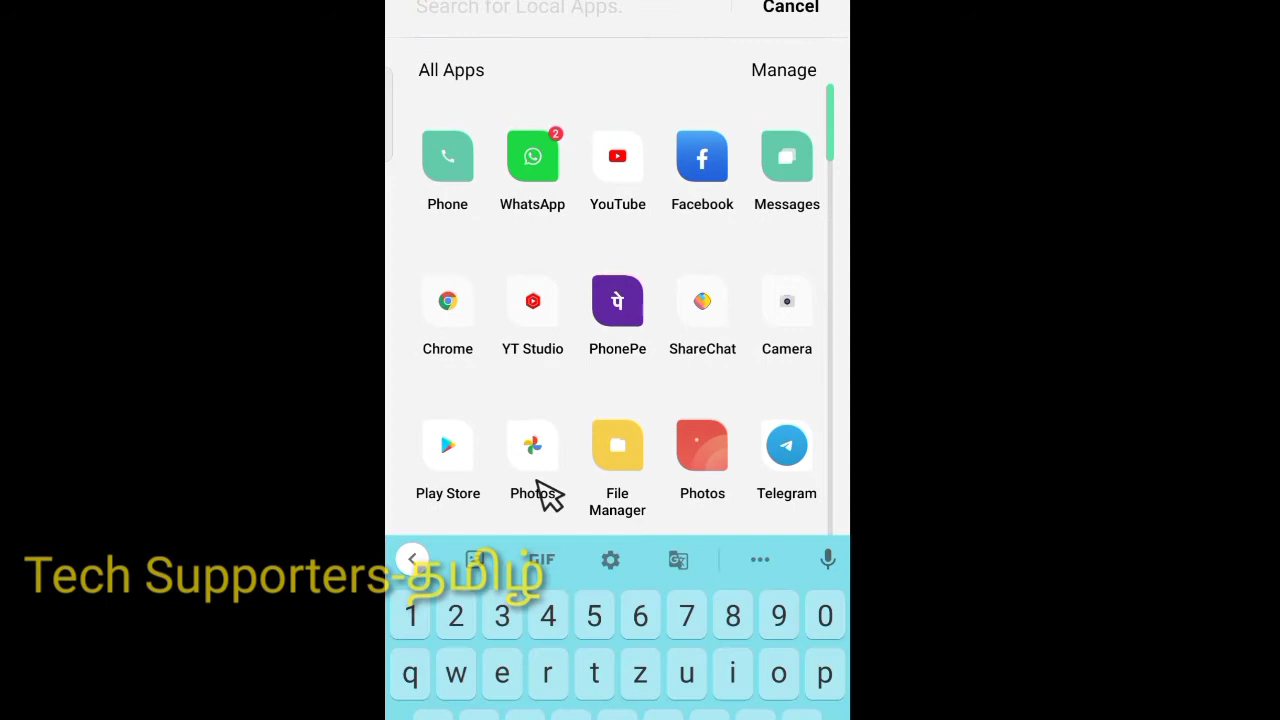 Search for Local Apps.
Cancel
All Apps
Manage
2
Phone
WhatsApp
YouTube
Facebook
Messages
पे
Chrome
YT Studio
PhonePe
ShareChat
Camera
Play Store
Photos
File Manager
Photos
Telegram
GIF
Tech Supporters-தமிழ்
1 2 3 4 5 6 7 8 9 0
q w e r t z u i o p